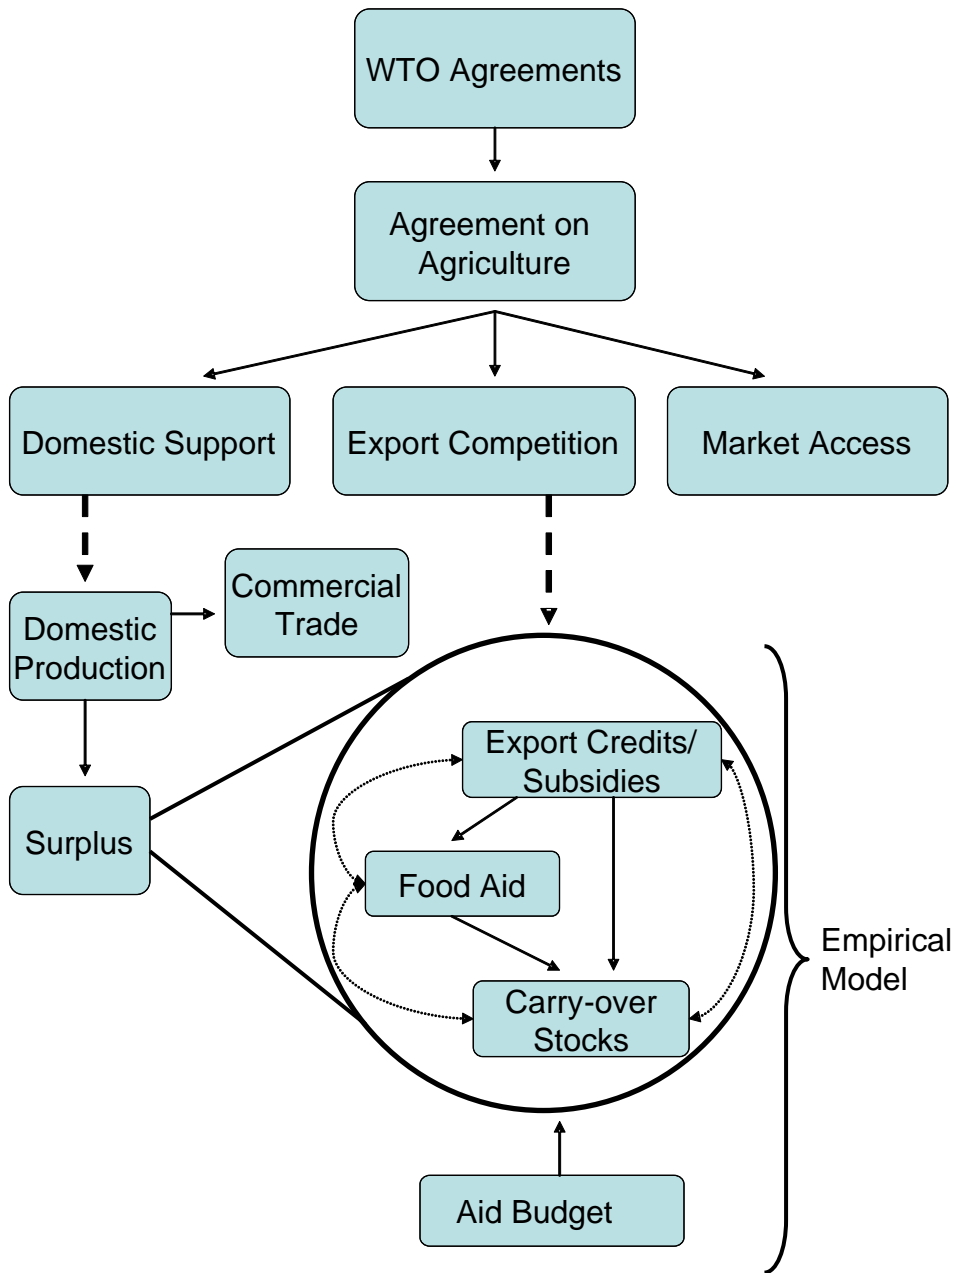 WTO Agreements
Agreement on
Agriculture
Domestic Support
Export Competition
Market Access
Commercial
Trade
Domestic
Production
Export Credits/
Subsidies
Surplus
Food Aid
Empirical
Model
Carry-over
Stocks
Aid Budget